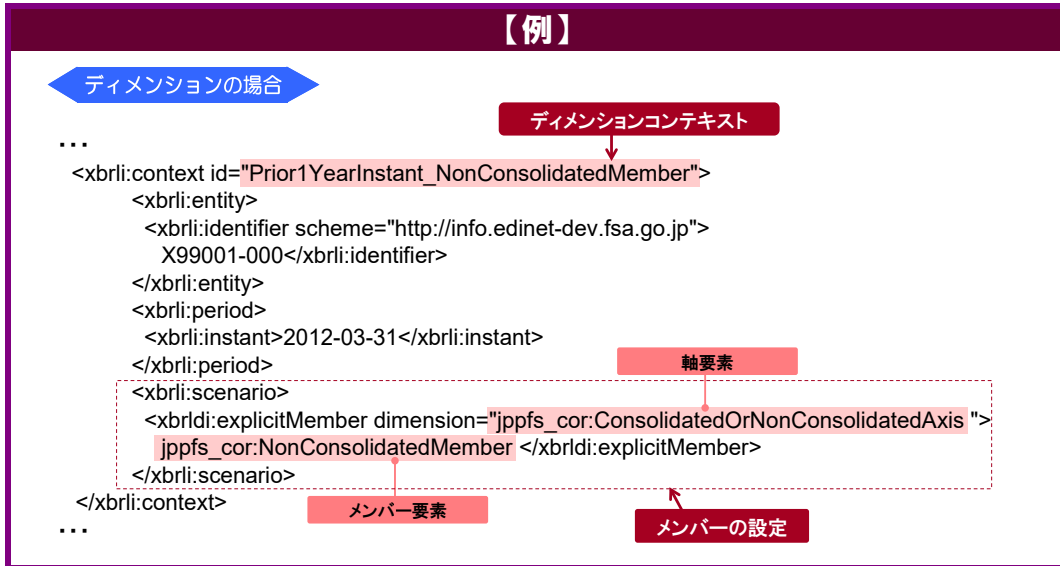 【例】
ディメンションの場合
ディメンションコンテキスト
...
<xbrli:context id="Prior1YearInstant_NonConsolidatedMember">
<xbrli:entity>
<xbrli:identifier scheme="http://info.edinet-dev.fsa.go.jp">
X99001-000</xbrli:identifier>
</xbrli:entity>
<xbrli:period>
<xbrli:instant>2012-03-31</xbrli:instant>
</xbrli:period>
軸要素
<xbrli:scenario>
<xbrldi:explicitMember dimension="jppfs_cor:ConsolidatedOrNonConsolidatedAxis ">
jppfs_cor:NonConsolidatedMember </xbrldi:explicitMember>
</xbrli:scenario>
</xbrli:context>
メンバー要素
...
メンバーの設定